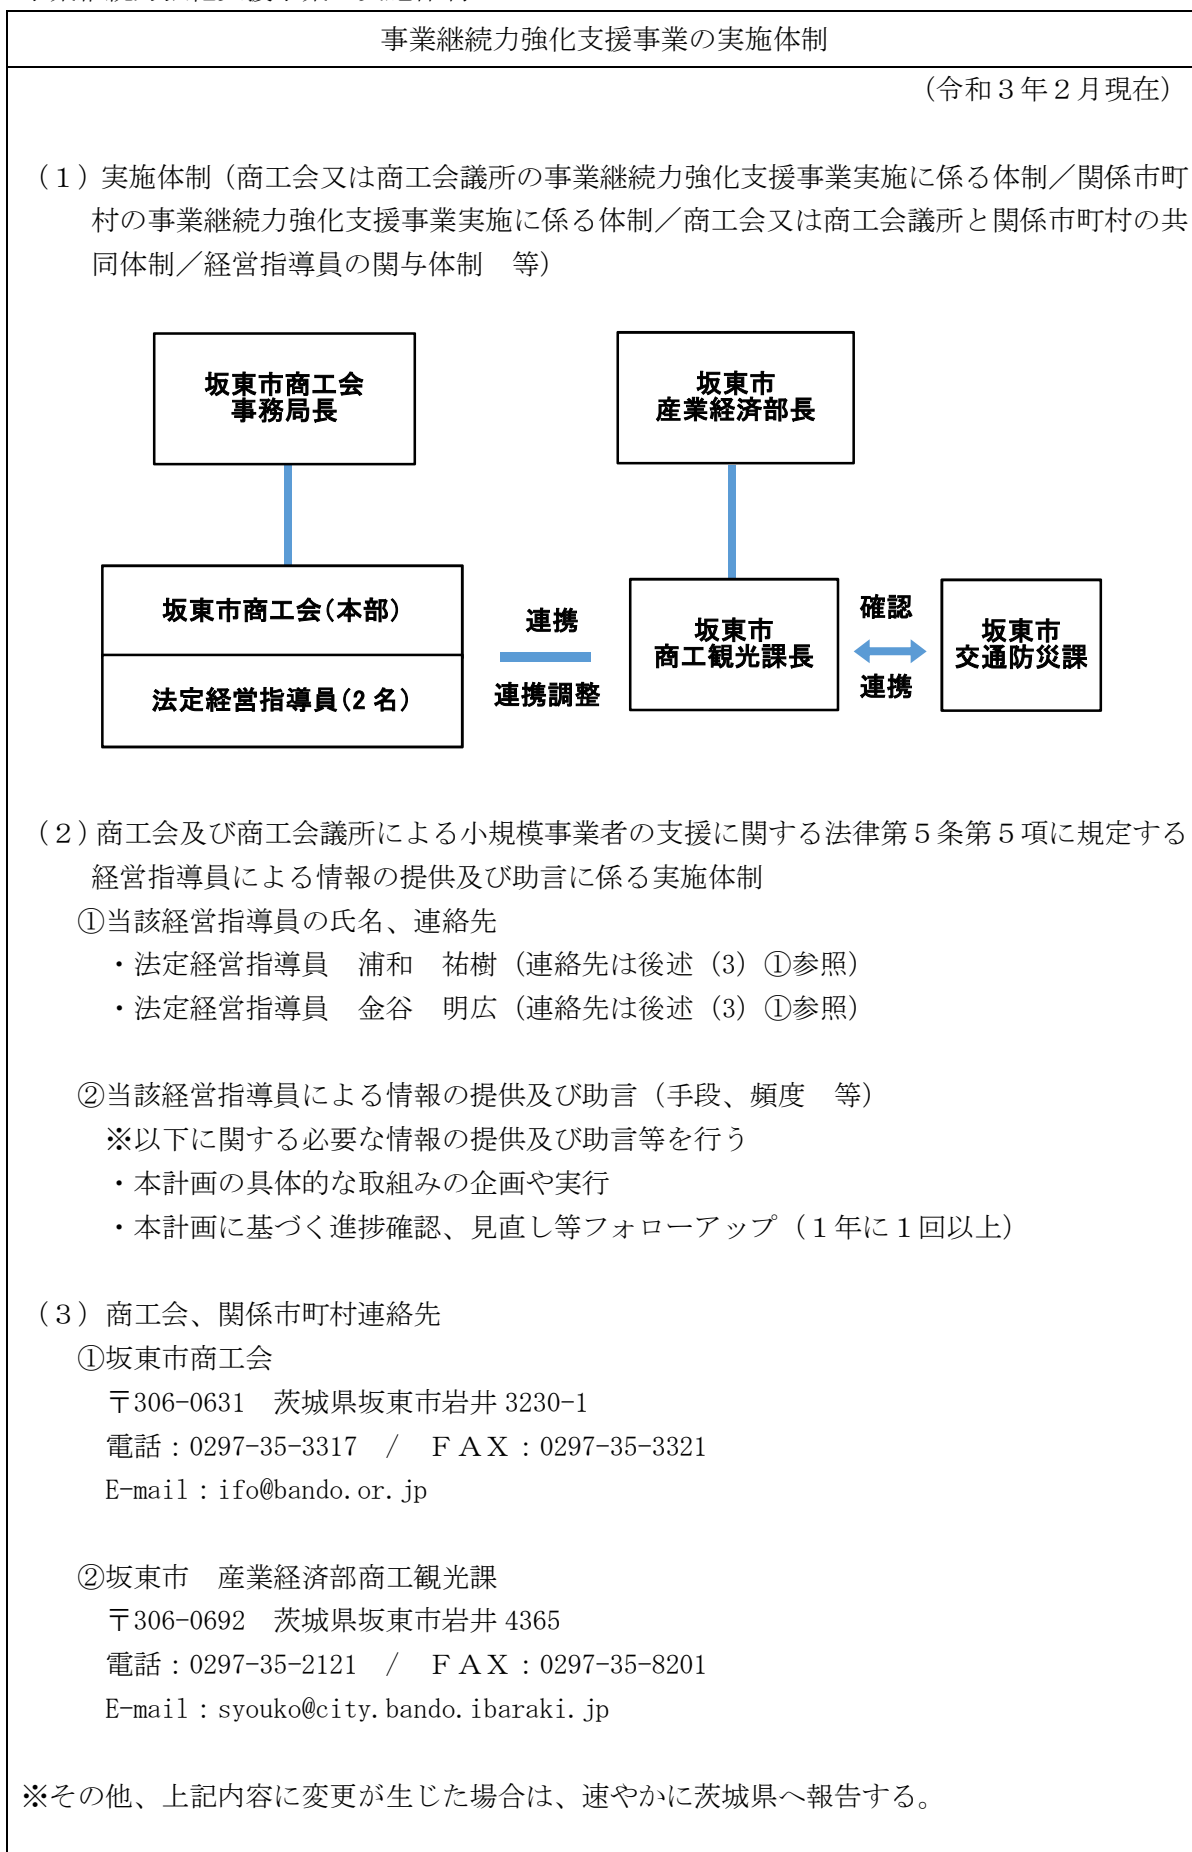 事業継続力強化支援事業の実施体制
（令和３年２月現在）
（１）実施体制（商工会又は商工会議所の事業継続力強化支援事業実施に係る体制／関係市町
村の事業継続力強化支援事業実施に係る体制／商工会又は商工会議所と関係市町村の共
同体制／経営指導員の関与体制　等）
坂東市商工会
事務局長
坂東市
産業経済部長
坂東市商工会（本部）
法定経営指導員（2 名）
連携
連携調整
坂東市
商工観光課長
確認
連携
坂東市
交通防災課
（２）商工会及び商工会議所による小規模事業者の支援に関する法律第５条第５項に規定する
経営指導員による情報の提供及び助言に係る実施体制
①当該経営指導員の氏名、連絡先
・法定経営指導員　浦和　祐樹（連絡先は後述（3）①参照）
・法定経営指導員　金谷　明広（連絡先は後述（3）①参照）
②当該経営指導員による情報の提供及び助言（手段、頻度　等）
※以下に関する必要な情報の提供及び助言等を行う
・本計画の具体的な取組みの企画や実行
・本計画に基づく進捗確認、見直し等フォローアップ（１年に１回以上）
（３）商工会、関係市町村連絡先
①坂東市商工会
〒306-0631　茨城県坂東市岩井 3230-1
電話：0297-35-3317　/　ＦＡＸ：0297-35-3321
E-mail：ifo@bando.or.jp
②坂東市　産業経済部商工観光課
〒306-0692　茨城県坂東市岩井 4365
電話：0297-35-2121　/　ＦＡＸ：0297-35-8201
E-mail：syouko@city.bando.ibaraki.jp
※その他、上記内容に変更が生じた場合は、速やかに茨城県へ報告する。